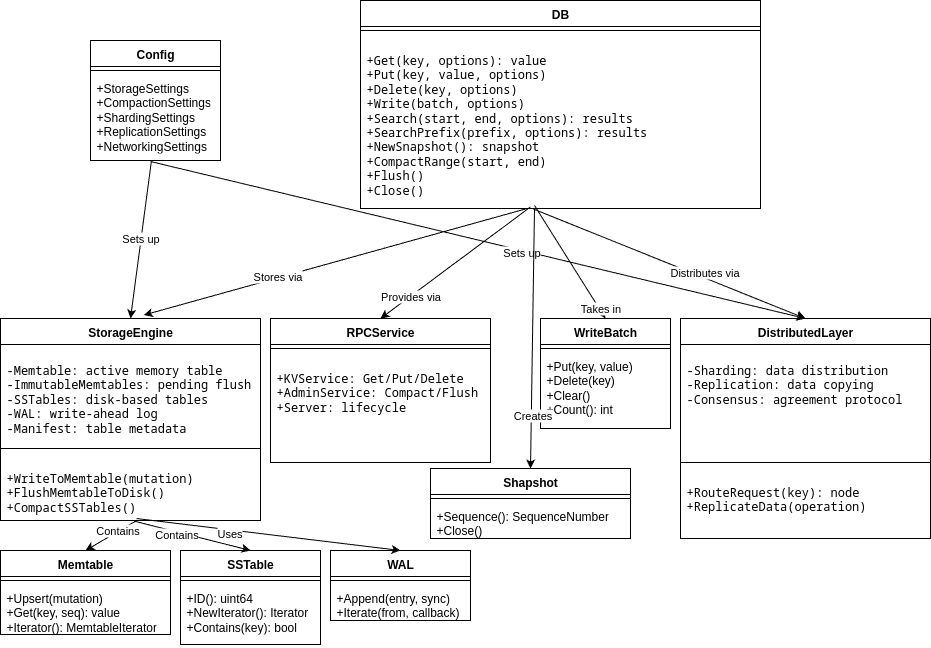 DB
+Get(key, options): value
+Put(key, value, options)
+Delete(key, options)
+Write(batch, options)
+Search(start, end, options): results
+SearchPrefix(prefix, options): results
+NewSnapshot(): snapshot
+CompactRange(start, end)
+Flush()
+Close()
Config
+StorageSettings
+CompactionSettings
+ShardingSettings
+ReplicationSettings
+NetworkingSettings
Sets up
Sets up
Stores via
Provides via
Distributes via
Takes in
Creates
StorageEngine
-Memtable: active memory table
-ImmutableMemtables: pending flush
-SSTables: disk-based tables
-WAL: write-ahead log
-Manifest: table metadata
+WriteToMemtable(mutation)
+FlushMemtableToDisk()
+CompactSSTables()
RPCService
+KVService: Get/Put/Delete
+AdminService: Compact/Flush
+Server: lifecycle
WriteBatch
+Put(key, value)
+Delete(key)
+Clear()
+Count(): int
DistributedLayer
-Sharding: data distribution
-Replication: data copying
-Consensus: agreement protocol
+RouteRequest(key): node
+ReplicateData(operation)
Shapshot
+Sequence(): SequenceNumber
+Close()
Contains
Contains
Uses
Memtable
+Upsert(mutation)
+Get(key, seq): value
+Iterator(): MemtableIterator
SSTable
+ID(): uint64
+NewIterator(): Iterator
+Contains(key): bool
WAL
+Append(entry, sync)
+Iterate(from, callback)